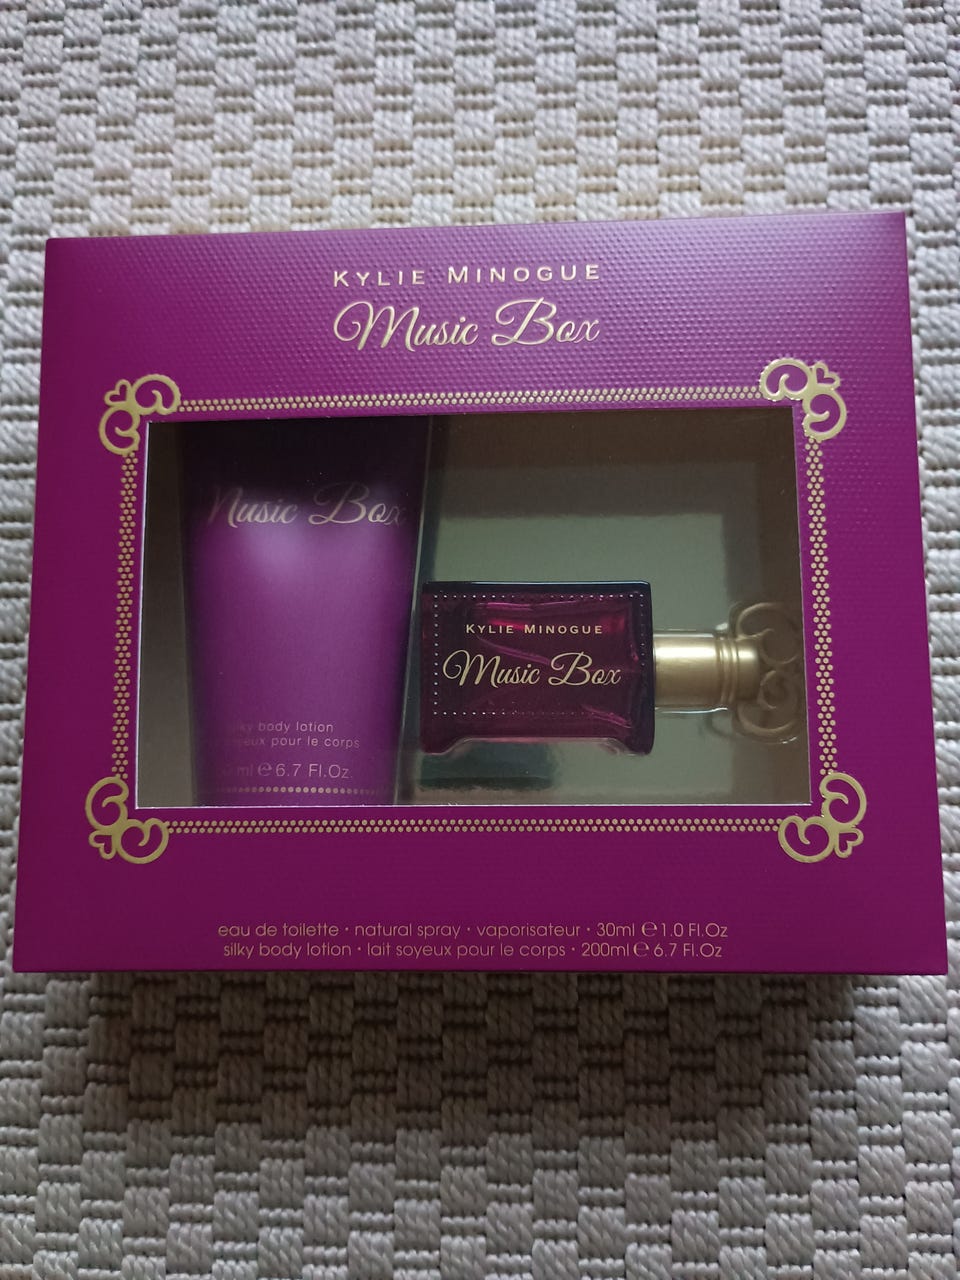 KYLIE MINOGUE
Music Box
Music Box
body lotion
pour le corps
ml ℮ 6.7 Fl.Oz.
KYLIE MINOGUE
Music Box
eau de toilette · natural spray · vaporisateur · 30ml ℮ 1.0 Fl.Oz
silky body lotion · lait soyeux pour le corps · 200ml ℮ 6.7 Fl.Oz